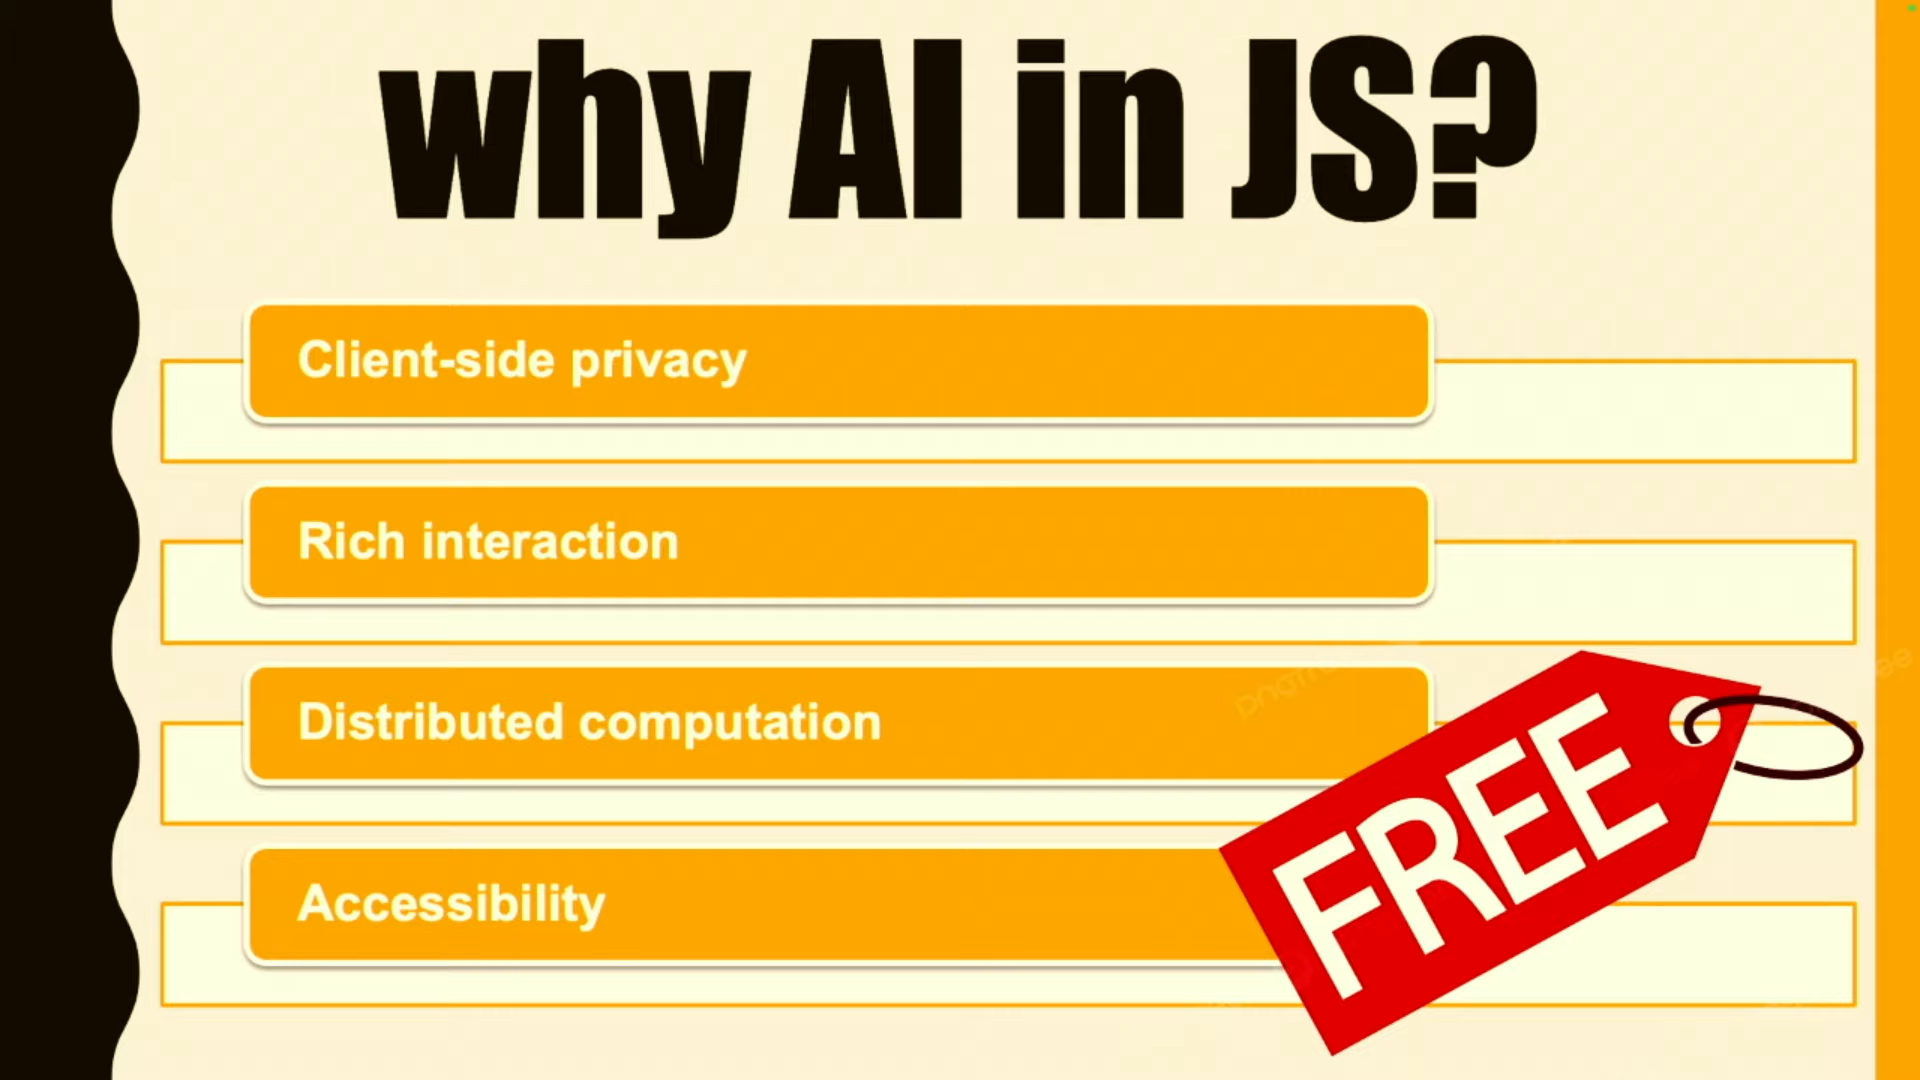 why AI in JS?
Client-side privacy
Rich interaction
Distributed computation
Accessibility
FREE